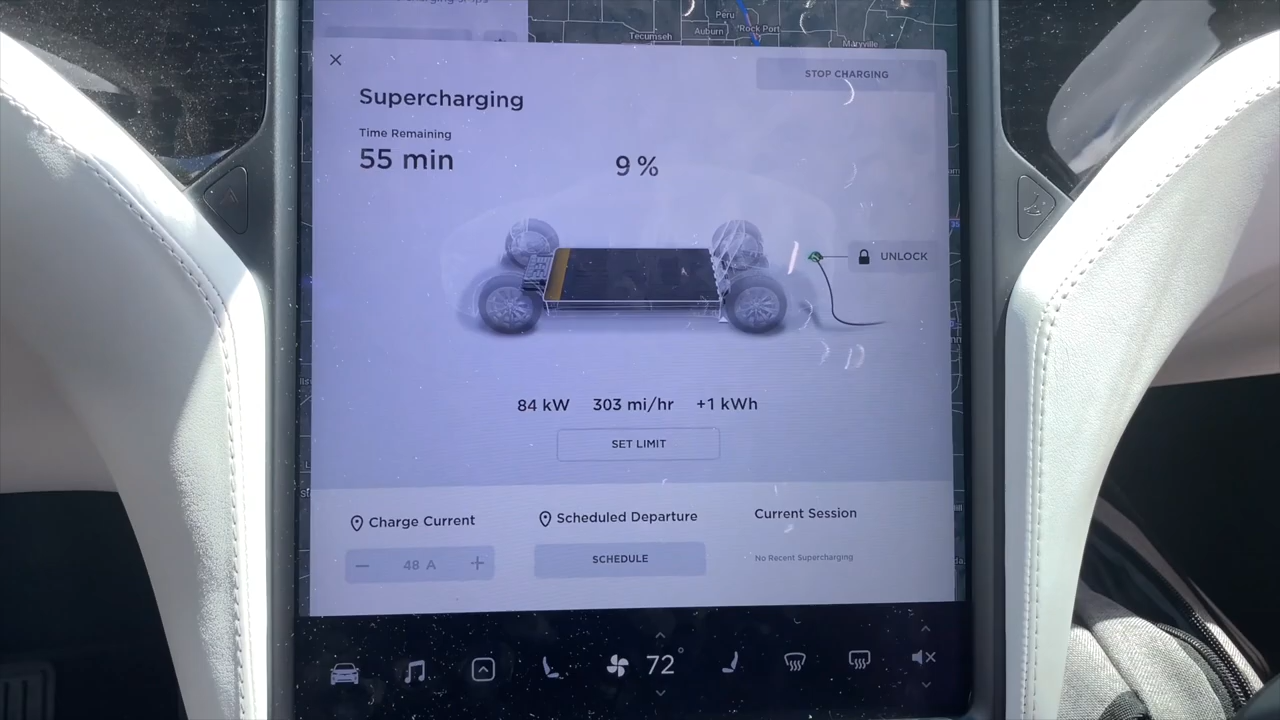 Peru
Tecumseh
Auburn
Rock Port
Maryville
STOP CHARGING
Supercharging
Time Remaining
55 min
9 %
UNLOCK
84 kW 303 mi/hr +1 kWh
SET LIMIT
Charge Current
48 A
Scheduled Departure
SCHEDULE
Current Session
No Recent Supercharging
72°